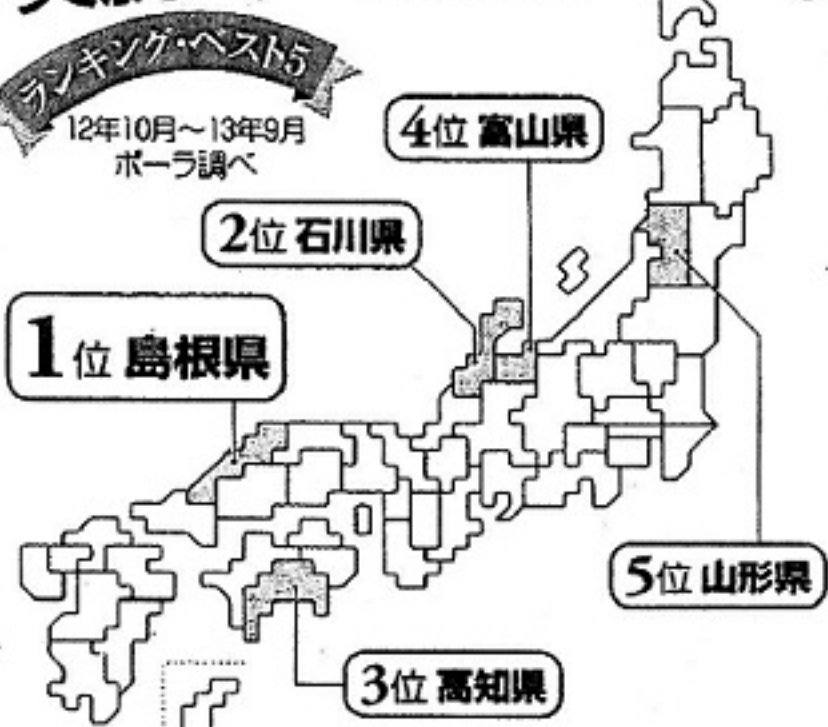 ランキング・ベスト5
12年10月～13年9月
ポーラ調べ
4位 富山県
2位 石川県
1位 島根県
5位 山形県
3位 高知県